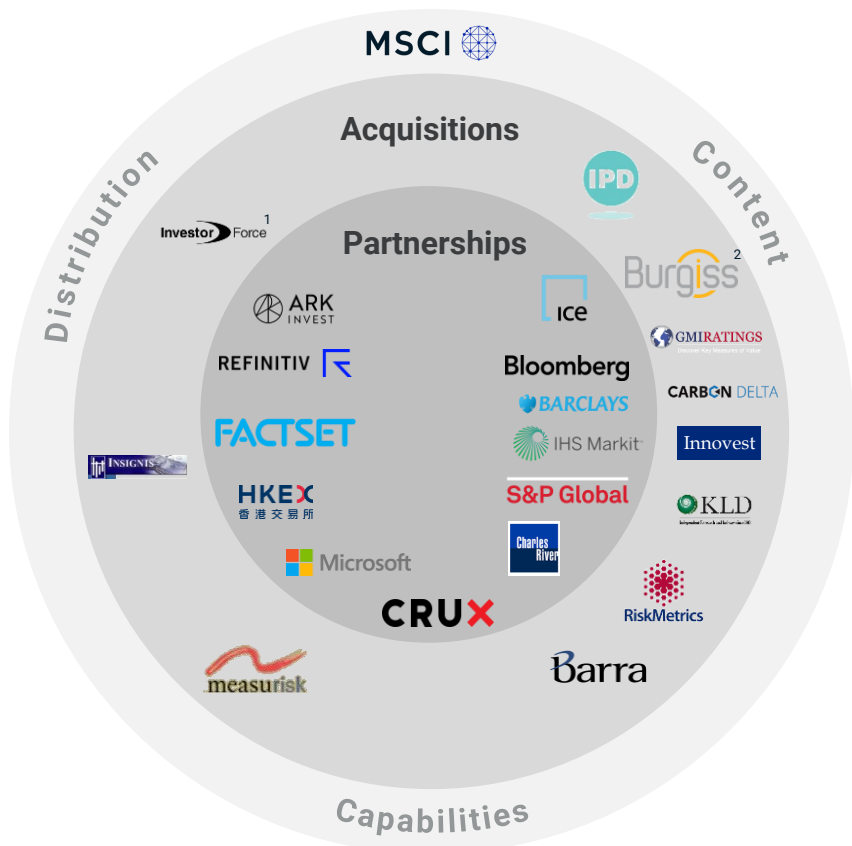 MSCI
Acquisitions
Distribution
Content
IPD
Investor Force 1
Partnerships
Burgiss 2
ARK
INVEST
ice
GMIRATINGS
REFINITIV
Bloomberg
CARBON DELTA
BARCLAYS
FACTSET
IHS Markit
Innovest
INSIGNIS
HKEX
香港交易所
S&P Global
KLD
Charles
River
Microsoft
CRUX
RiskMetrics
measurisk
Barra
Capabilities